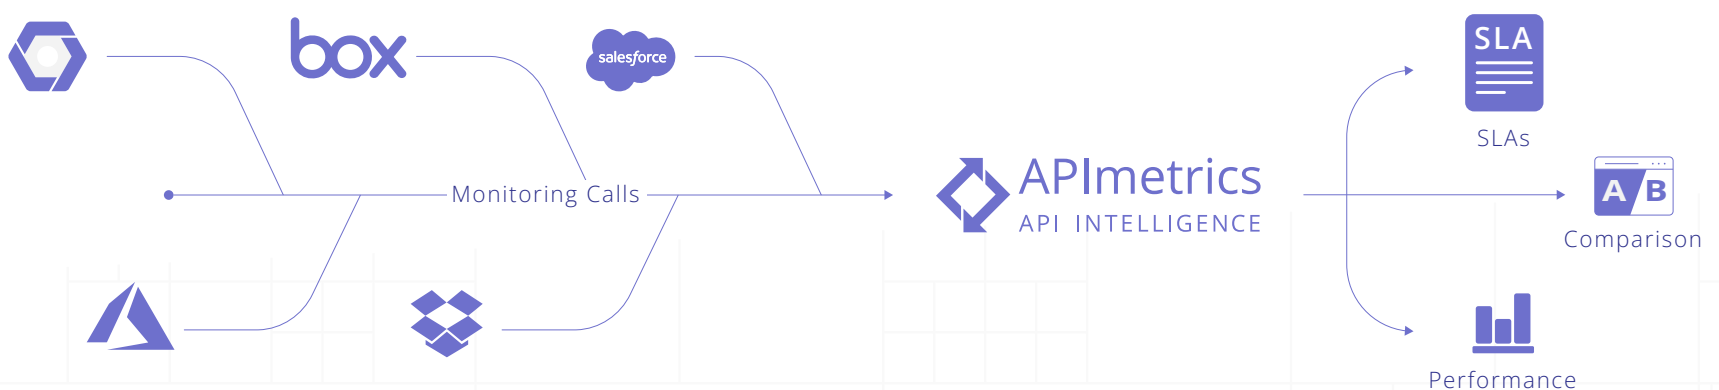 box
salesforce
Monitoring Calls
APImetrics
API INTELLIGENCE
SLA
SLAs
A B
Comparison
Performance